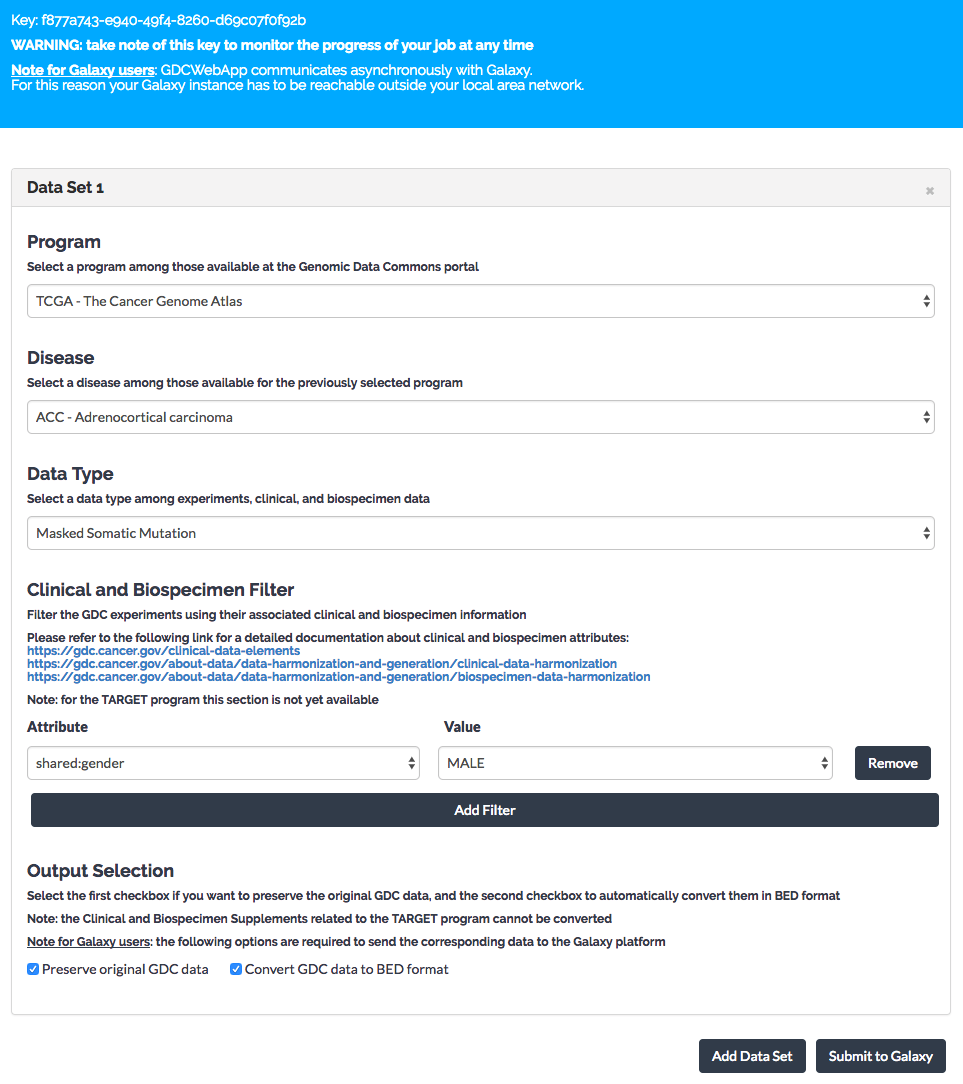 Key: f877a743-e940-49f4-8260-d69c07f0f92b
WARNING: take note of this key to monitor the progress of your job at any time
Note for Galaxy users: GDCWebApp communicates asynchronously with Galaxy.
For this reason your Galaxy instance has to be reachable outside your local area network.
Data Set 1
Program
Select a program among those available at the Genomic Data Commons portal
TCGA - The Cancer Genome Atlas
Disease
Select a disease among those available for the previously selected program
ACC - Adrenocortical carcinoma
Data Type
Select a data type among experiments, clinical, and biospecimen data
Masked Somatic Mutation
Clinical and Biospecimen Filter
Filter the GDC experiments using their associated clinical and biospecimen information
Please refer to the following link for a detailed documentation about clinical and biospecimen attributes:
https://gdc.cancer.gov/clinical-data-elements
https://gdc.cancer.gov/about-data/data-harmonization-and-generation/clinical-data-harmonization
https://gdc.cancer.gov/about-data/data-harmonization-and-generation/biospecimen-data-harmonization
Note: for the TARGET program this section is not yet available
Attribute Value
shared:gender MALE Remove
Add Filter
Output Selection
Select the first checkbox if you want to preserve the original GDC data, and the second checkbox to automatically convert them in BED format
Note: the Clinical and Biospecimen Supplements related to the TARGET program cannot be converted
Note for Galaxy users: the following options are required to send the corresponding data to the Galaxy platform
Preserve original GDC data Convert GDC data to BED format
Add Data Set Submit to Galaxy